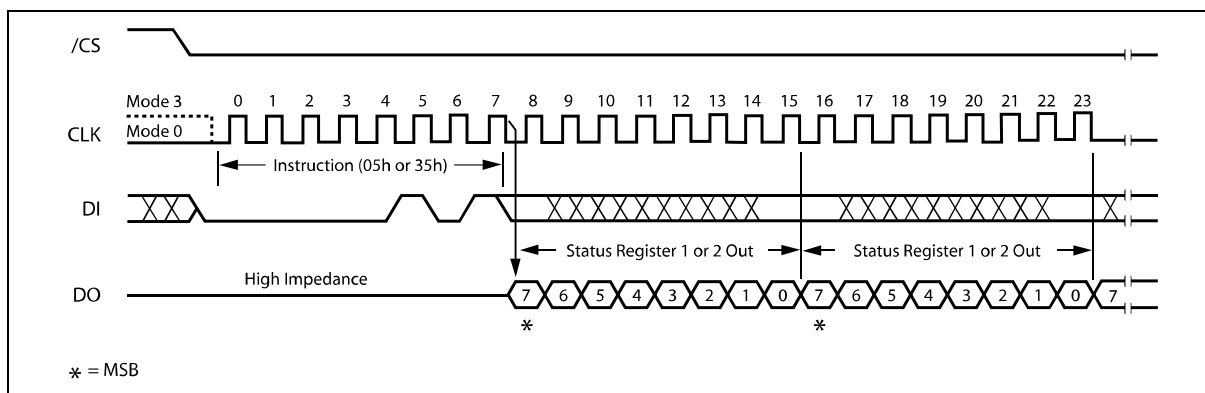 /CS
Mode 3
0 1 2 3 4 5 6 7 8 9 10 11 12 13 14 15 16 17 18 19 20 21 22 23
CLK
Mode 0
Instruction (05h or 35h)
DI
Status Register 1 or 2 Out
Status Register 1 or 2 Out
High Impedance
DO
7 6 5 4 3 2 1 0 7 6 5 4 3 2 1 0 7
* *
* = MSB